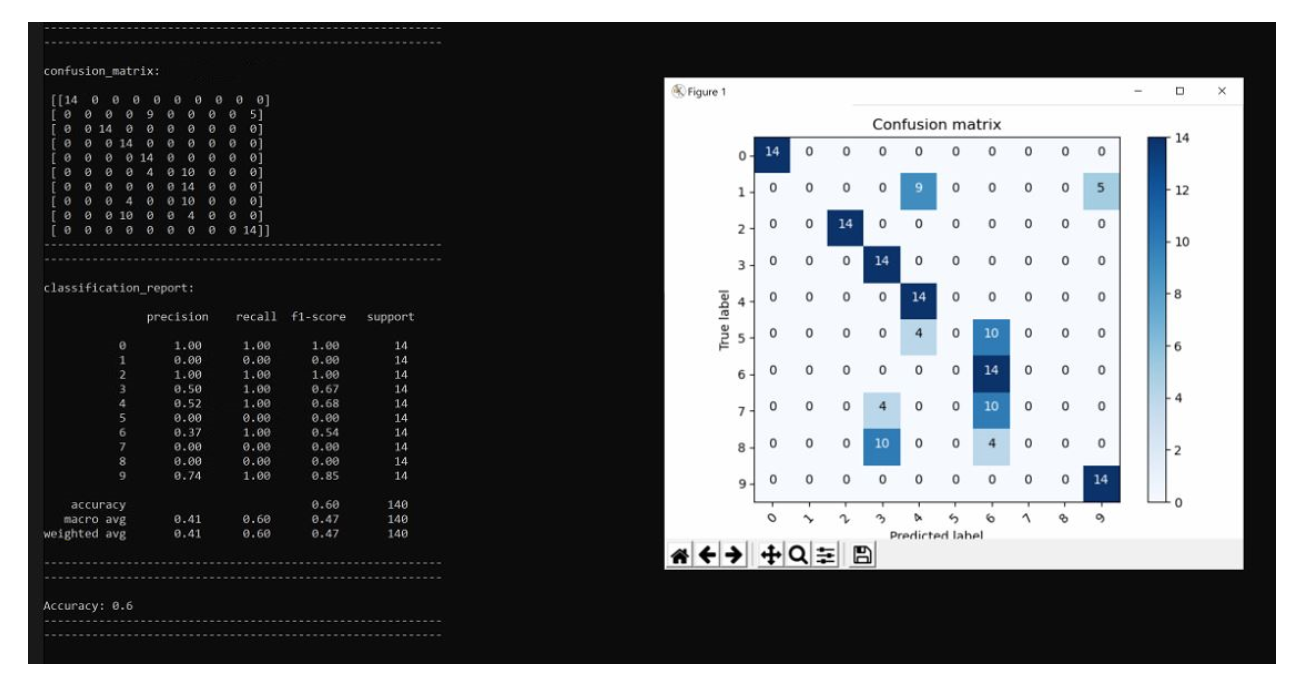 ------------------------------------------------------------
------------------------------------------------------------
confusion_matrix:
[[14 0 0 0 0 0 0 0 0 0]
[ 0 0 0 0 9 0 0 0 0 5]
[ 0 0 14 0 0 0 0 0 0 0]
[ 0 0 0 14 0 0 0 0 0 0]
[ 0 0 0 0 14 0 0 0 0 0]
[ 0 0 0 0 4 0 10 0 0 0]
[ 0 0 0 0 0 0 14 0 0 0]
[ 0 0 0 4 0 0 10 0 0 0]
[ 0 0 0 10 0 0 4 0 0 0]
[ 0 0 0 0 0 0 0 0 0 14]]
------------------------------------------------------------
------------------------------------------------------------
classification_report:
precision recall f1-score support
0 1.00 1.00 1.00 14
1 0.00 0.00 0.00 14
2 1.00 1.00 1.00 14
3 0.50 1.00 0.67 14
4 0.52 1.00 0.68 14
5 0.00 0.00 0.00 14
6 0.37 1.00 0.54 14
7 0.00 0.00 0.00 14
8 0.00 0.00 0.00 14
9 0.74 1.00 0.85 14
accuracy 0.60 140
macro avg 0.41 0.60 0.47 140
weighted avg 0.41 0.60 0.47 140
------------------------------------------------------------
------------------------------------------------------------
Accuracy: 0.6
------------------------------------------------------------
------------------------------------------------------------
Figure 1
Confusion matrix
True label
0 14 0 0 0 0 0 0 0 0 0
1 0 0 0 0 9 0 0 0 0 5
2 0 0 14 0 0 0 0 0 0 0
3 0 0 0 14 0 0 0 0 0 0
4 0 0 0 0 14 0 0 0 0 0
5 0 0 0 0 4 0 10 0 0 0
6 0 0 0 0 0 0 14 0 0 0
7 0 0 0 4 0 0 10 0 0 0
8 0 0 0 10 0 0 4 0 0 0
9 0 0 0 0 0 0 0 0 0 14
0 1 2 3 4 5 6 7 8 9
Predicted label
14
12
10
8
6
4
2
0